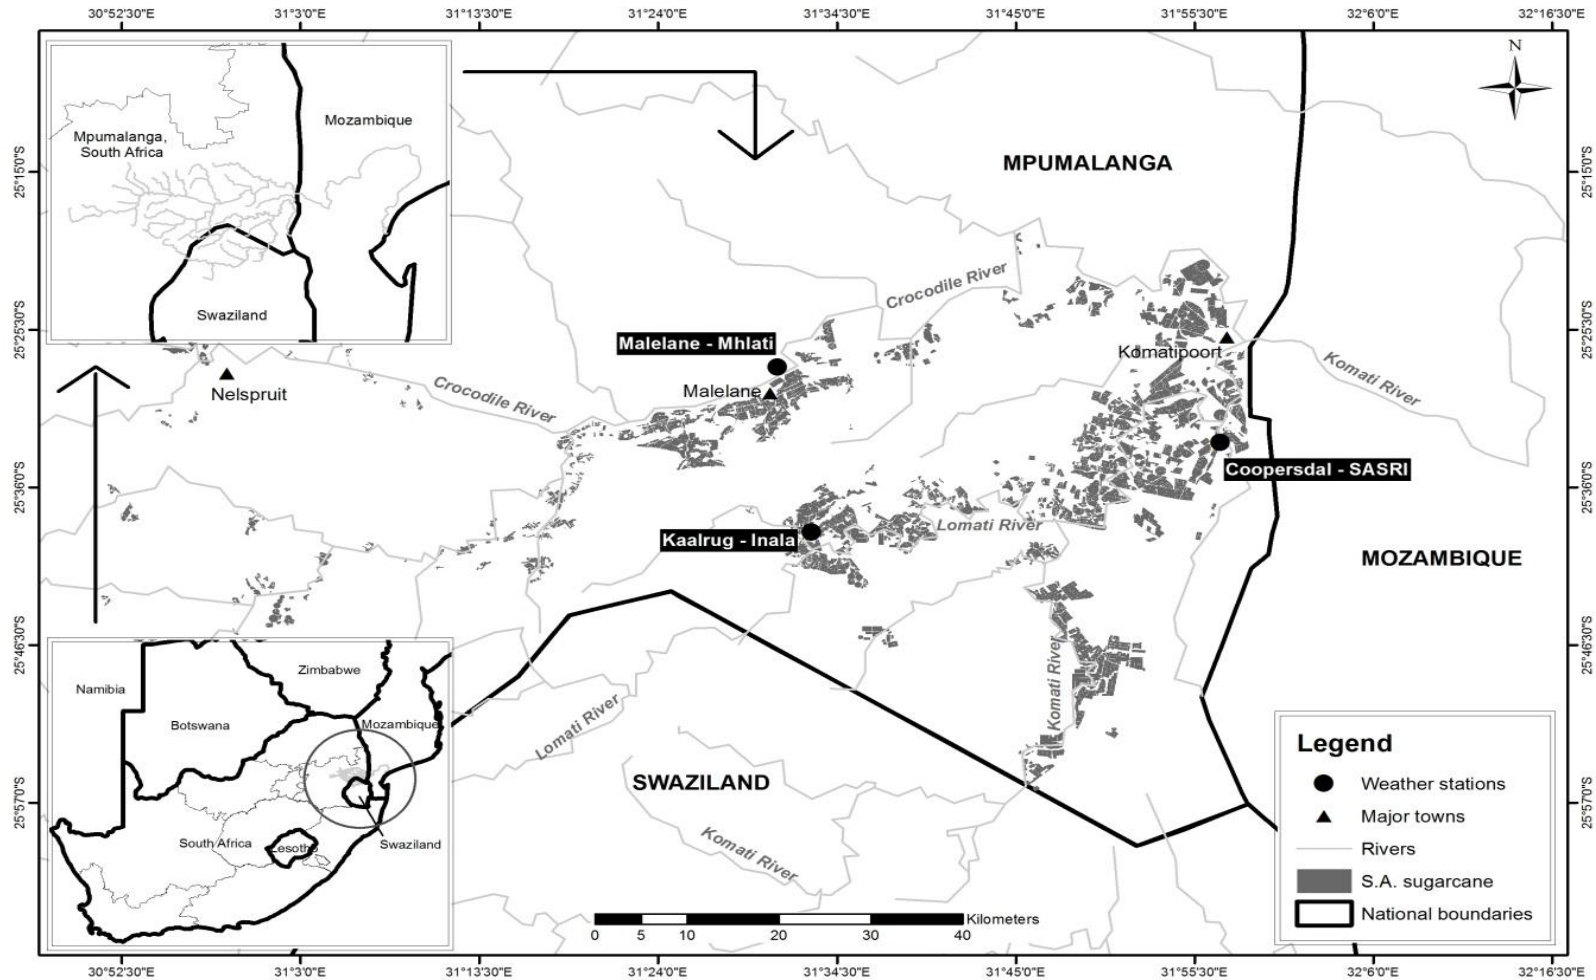 30°52'30"E
31°3'0"E
31°13'30"E
31°24'0"E
31°34'30"E
31°45'0"E
31°55'30"E
32°6'0"E
32°16'30"E
N
Mozambique
Mpumalanga,
South Africa
Swaziland
MPUMALANGA
25°15'0"S
25°15'0"S
Crocodile River
25°25'30"S
25°25'30"S
Malelane - Mhlati
Komatipoort
Komati River
Nelspruit
Crocodile River
Malelane
Coopersdal - SASRI
25°36'0"S
25°36'0"S
Lomati River
Kaalrug - Inala
MOZAMBIQUE
25°46'30"S
25°46'30"S
Komati River
Zimbabwe
Namibia
Botswana
Mozambique
South Africa
Lesotho
Swaziland
Lomati River
SWAZILAND
Komati River
25°57'0"S
25°57'0"S
Legend
Weather stations
Major towns
Rivers
S.A. sugarcane
National boundaries
Kilometers
0 5 10 20 30 40
30°52'30"E
31°3'0"E
31°13'30"E
31°24'0"E
31°34'30"E
31°45'0"E
31°55'30"E
32°6'0"E
32°16'30"E